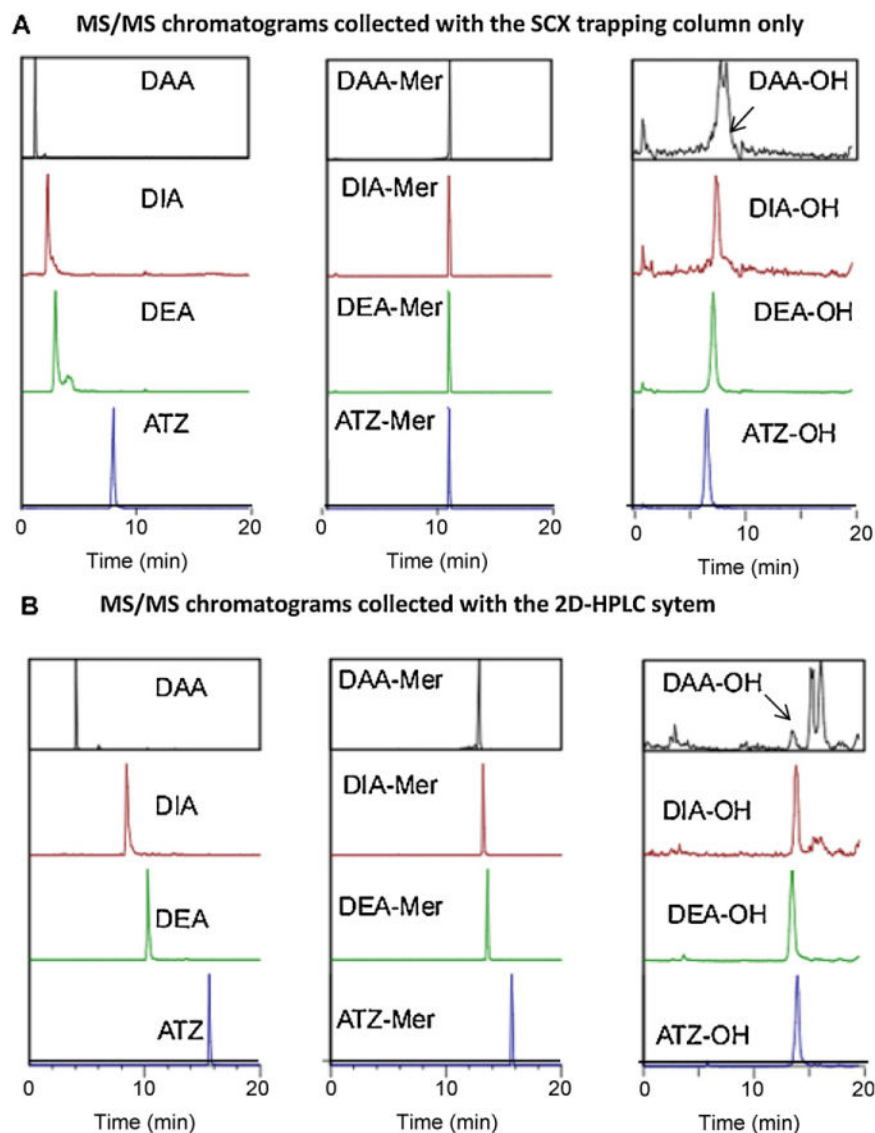 A MS/MS chromatograms collected with the SCX trapping column only
DAA DAA-Mer DAA-OH
DIA DIA-Mer DIA-OH
DEA DEA-Mer DEA-OH
ATZ ATZ-Mer ATZ-OH
0 10 20 0 10 20 0 10 20
Time (min) Time (min) Time (min)
B MS/MS chromatograms collected with the 2D-HPLC sytem
DAA DAA-Mer DAA-OH
DIA DIA-Mer DIA-OH
DEA DEA-Mer DEA-OH
ATZ ATZ-Mer ATZ-OH
0 10 20 0 10 20 0 10 20
Time (min) Time (min) Time (min)